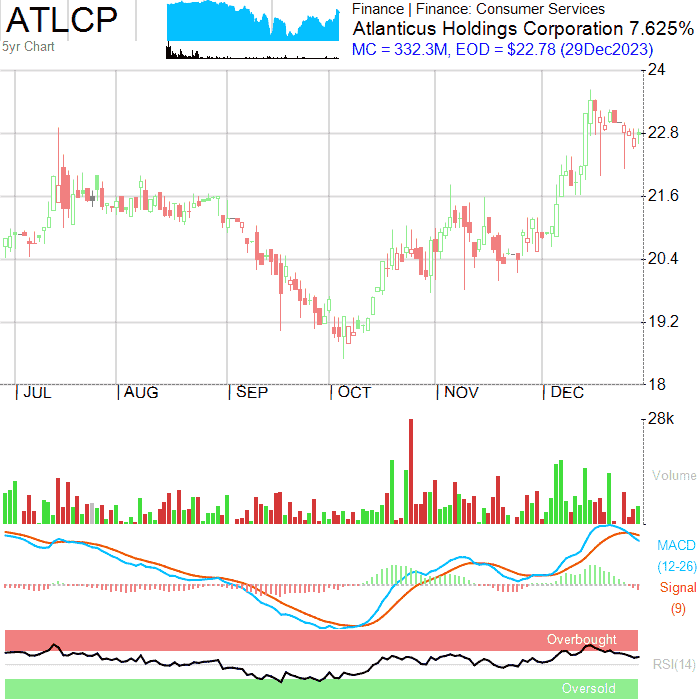 ATLCP
5yr Chart
Finance | Finance: Consumer Services
Atlanticus Holdings Corporation 7.625%
MC = 332.3M, EOD = $22.78 (29Dec2023)
24
22.8
21.6
20.4
19.2
18
| JUL | AUG | SEP | OCT | NOV | DEC
28k
Volume
MACD
(12-26)
Signal
(9)
Overbought
RSI(14)
Oversold